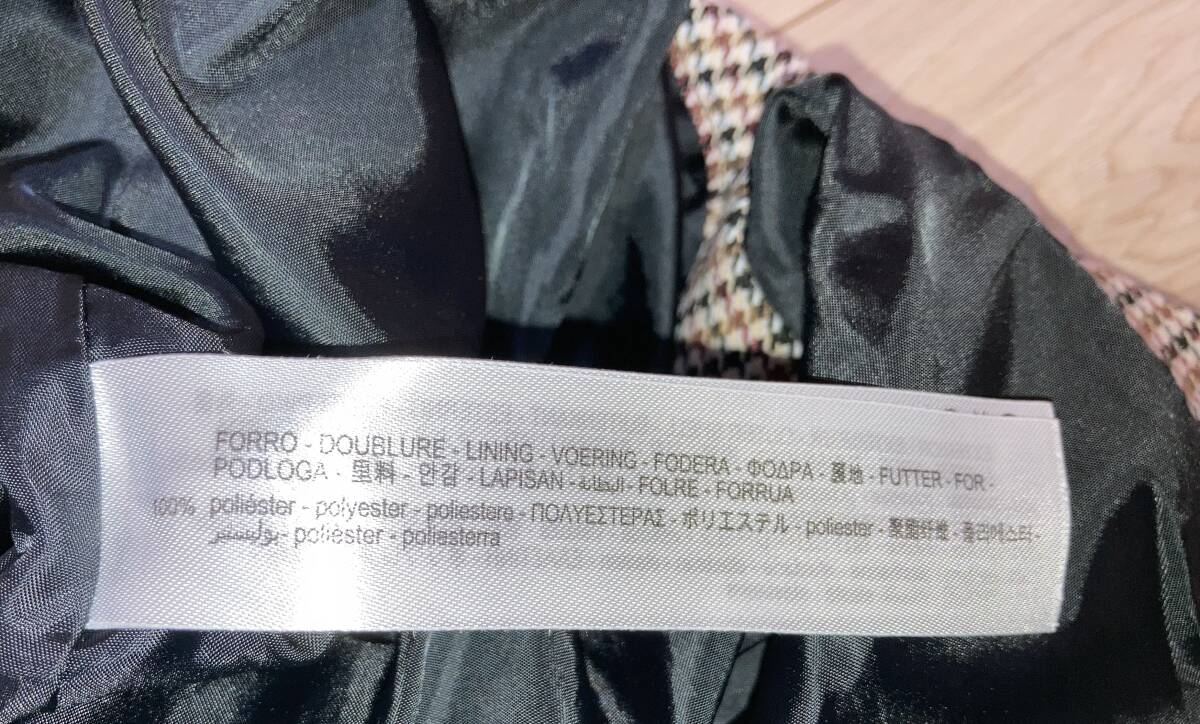 FORRO - DOUBLURE - LINING - VOERING - FODERA - ΦΟΔΡΑ - 裏地 - FUTTER - FOR -
PODLOGA - 里料 - 안감 - LAPISAN - البطانة - FOLRE - FORRUA
100% poliéster - polyester - poliestere - ΠΟΛΥΕΣΤΕΡΑΣ - ポリエステル - poliester - 聚酯纤维 - 폴리에스터 -
بوليستر - polièster - poliesterra